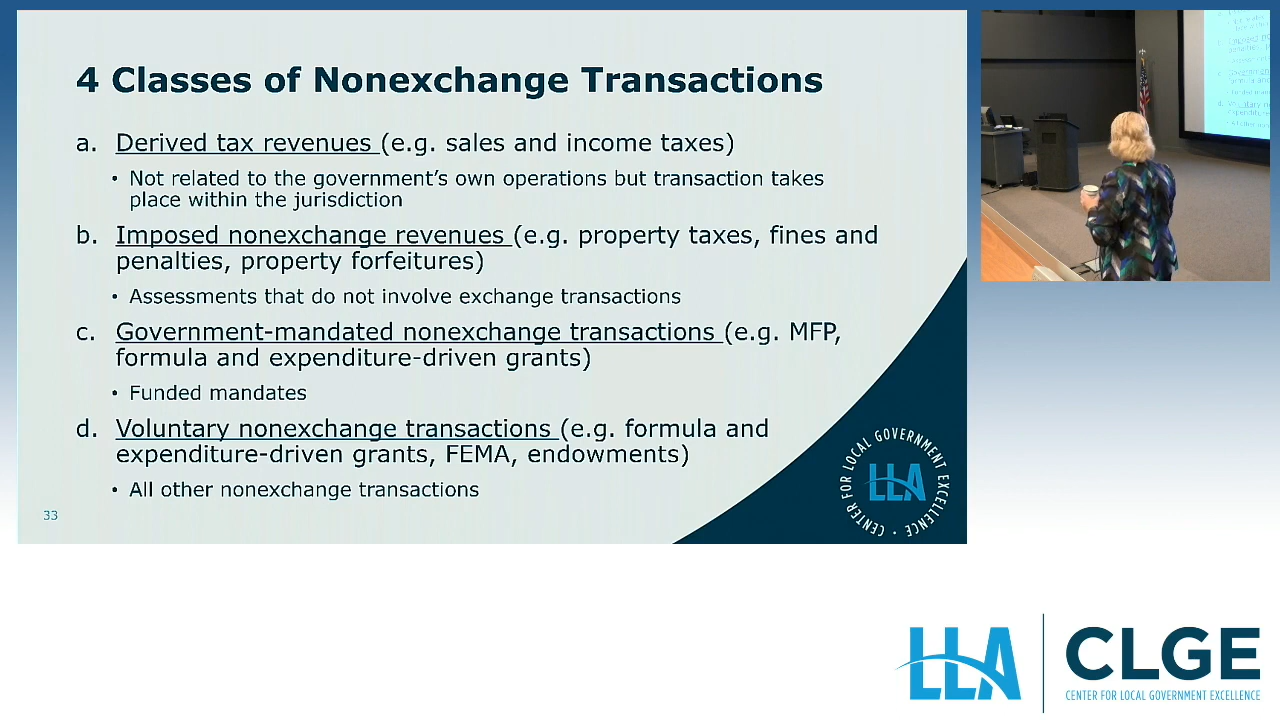 4 Classes of Nonexchange Transactions
a. Derived tax revenues (e.g. sales and income taxes)
• Not related to the government's own operations but transaction takes
place within the jurisdiction
b. Imposed nonexchange revenues (e.g. property taxes, fines and
penalties, property forfeitures)
• Assessments that do not involve exchange transactions
c. Government-mandated nonexchange transactions (e.g. MFP,
formula and expenditure-driven grants)
• Funded mandates
d. Voluntary nonexchange transactions (e.g. formula and
expenditure-driven grants, FEMA, endowments)
• All other nonexchange transactions
33
CENTER FOR LOCAL GOVERNMENT EXCELLENCE •
LLA
LLA
CLGE
CENTER FOR LOCAL GOVERNMENT EXCELLENCE